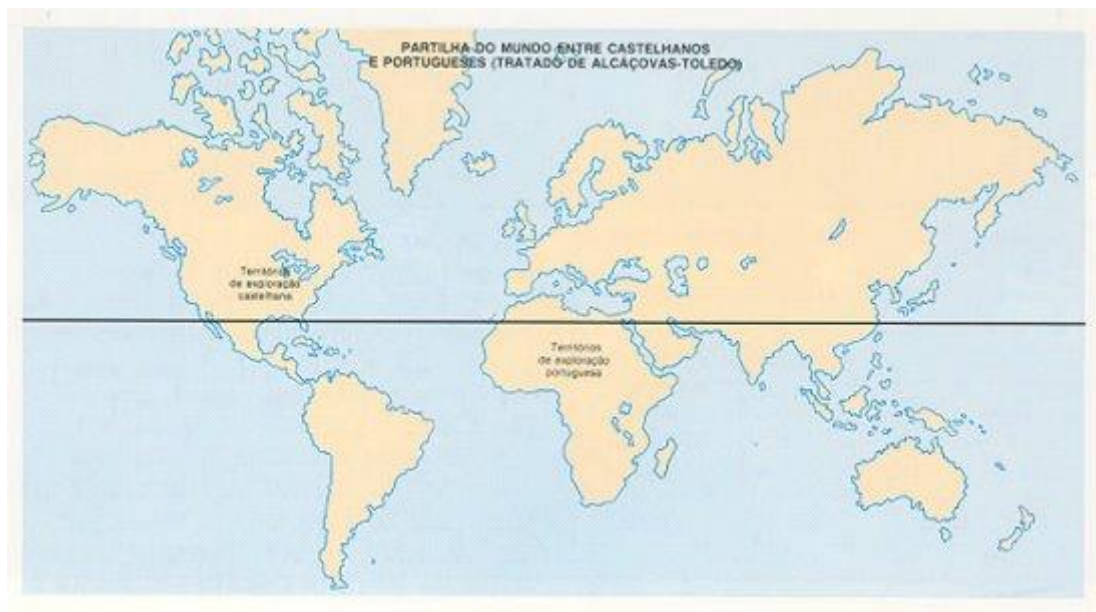 PARTILHA DO MUNDO ENTRE CASTELHANOS
E PORTUGUESES (TRATADO DE ALCAÇOVAS-TOLEDO)
Territórios
de exploração
castelhana
Territórios
de exploração
portuguesa